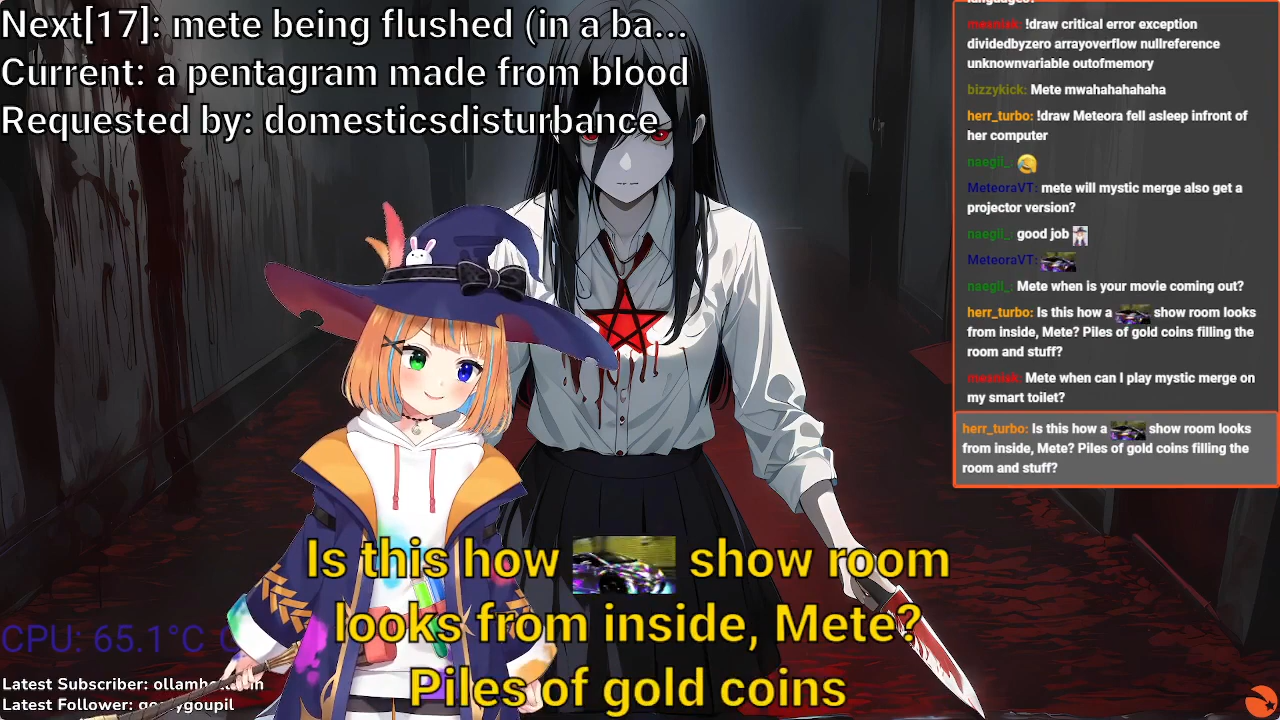 Next[17]: mete being flushed (in a ba...
Current: a pentagram made from blood
Requested by: domesticsdisturbance
languages?
mexnisk: !draw critical error exception
dividedbyzero arrayoverflow nullreference
unknownvariable outofmemory
bizzykick: Mete mwahahahahaha
herr_turbo: !draw Meteora fell asleep infront of
her computer
naegii_:
MeteoraVT: mete will mystic merge also get a
projector version?
naegii_: good job
MeteoraVT:
naegii_: Mete when is your movie coming out?
herr_turbo: Is this how a show room looks
from inside, Mete? Piles of gold coins filling the
room and stuff?
Mete when can I play mystic merge on
my smart toilet?
herr_turbo: Is this how a show room looks
from inside, Mete? Piles of gold coins filling the
room and stuff?
Is this how show room
looks from inside, Mete?
Piles of gold coins
CPU: 65.1°C
Latest Subscriber:
Latest Follower: